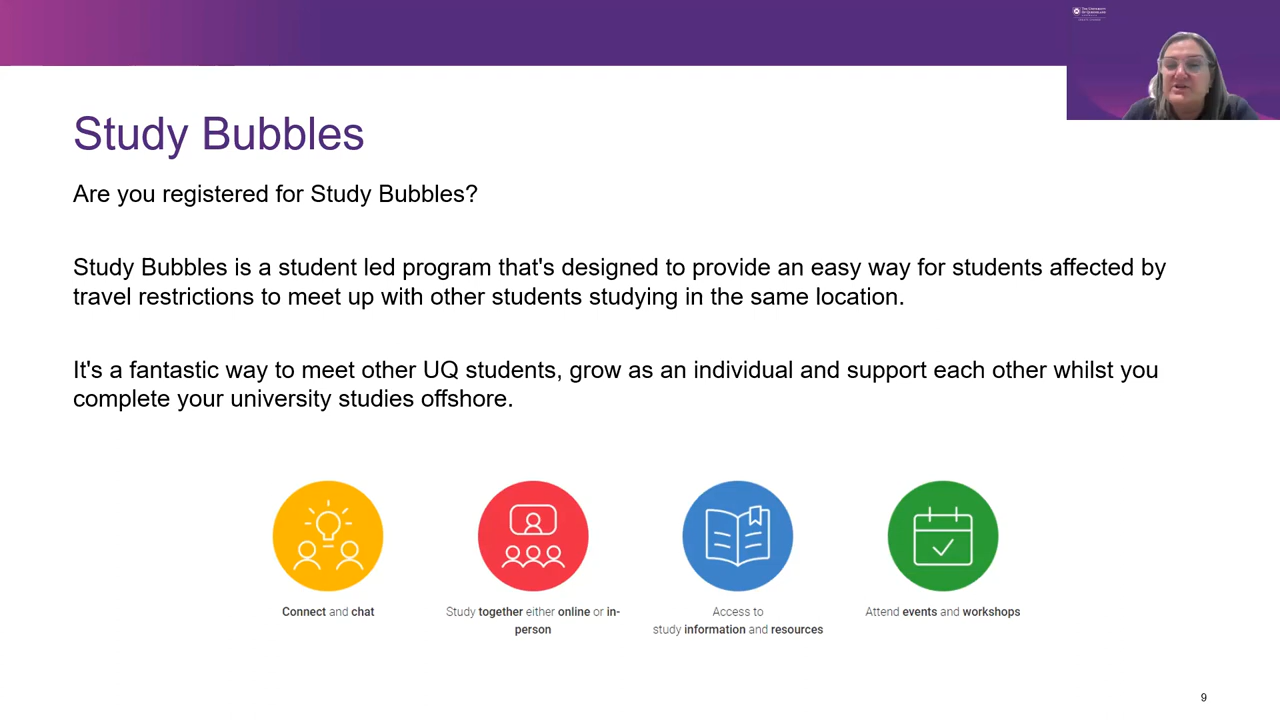 THE UNIVERSITY
OF QUEENSLAND
Study Bubbles
Are you registered for Study Bubbles?
Study Bubbles is a student led program that's designed to provide an easy way for students affected by
travel restrictions to meet up with other students studying in the same location.
It's a fantastic way to meet other UQ students, grow as an individual and support each other whilst you
complete your university studies offshore.
Connect and chat
Study together either online or in-
person
Access to
study information and resources
Attend events and workshops
9